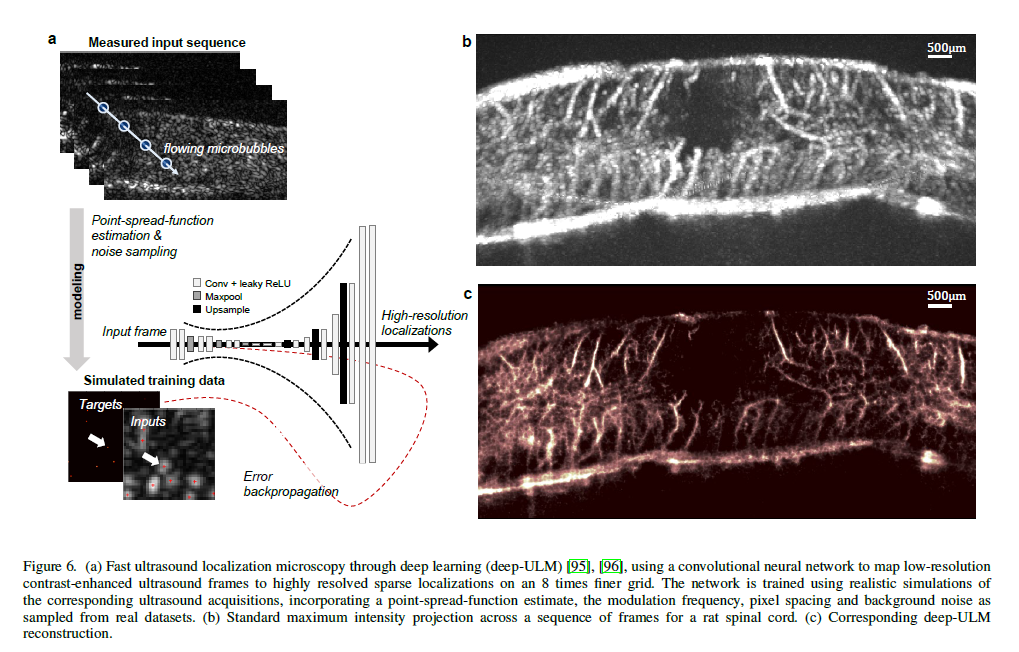 a
Measured input sequence
flowing microbubbles
Point-spread-function
estimation &
noise sampling
modeling
Conv + leaky ReLU
Maxpool
Upsample
Input frame
High-resolution
localizations
Simulated training data
Targets
Inputs
Error
backpropagation
b
500μm
c
500μm
Figure 6. (a) Fast ultrasound localization microscopy through deep learning (deep-ULM) [95], [96], using a convolutional neural network to map low-resolution
contrast-enhanced ultrasound frames to highly resolved sparse localizations on an 8 times finer grid. The network is trained using realistic simulations of
the corresponding ultrasound acquisitions, incorporating a point-spread-function estimate, the modulation frequency, pixel spacing and background noise as
sampled from real datasets. (b) Standard maximum intensity projection across a sequence of frames for a rat spinal cord. (c) Corresponding deep-ULM
reconstruction.